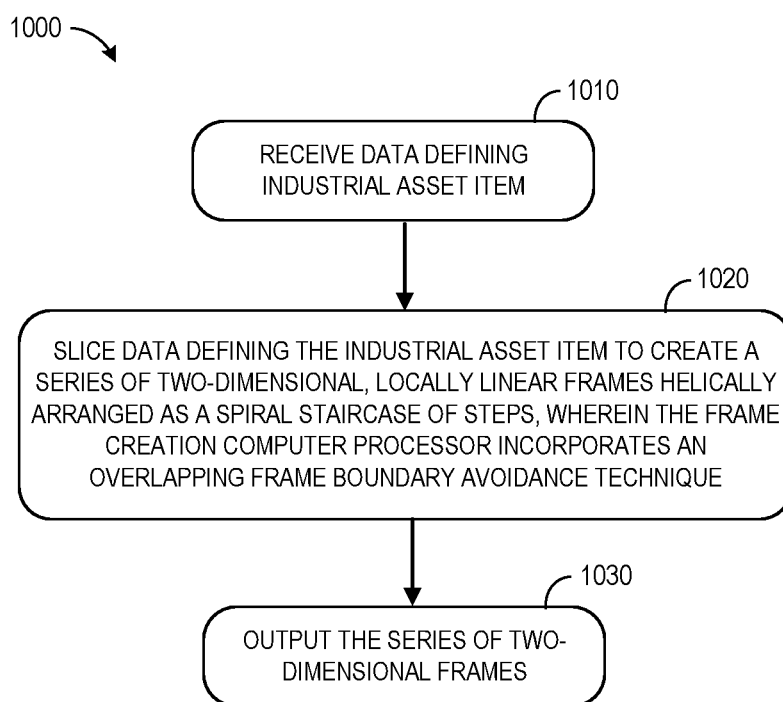 1000
1010
RECEIVE DATA DEFINING
INDUSTRIAL ASSET ITEM
1020
SLICE DATA DEFINING THE INDUSTRIAL ASSET ITEM TO CREATE A
SERIES OF TWO-DIMENSIONAL, LOCALLY LINEAR FRAMES HELICALLY
ARRANGED AS A SPIRAL STAIRCASE OF STEPS, WHEREIN THE FRAME
CREATION COMPUTER PROCESSOR INCORPORATES AN
OVERLAPPING FRAME BOUNDARY AVOIDANCE TECHNIQUE
1030
OUTPUT THE SERIES OF TWO-
DIMENSIONAL FRAMES